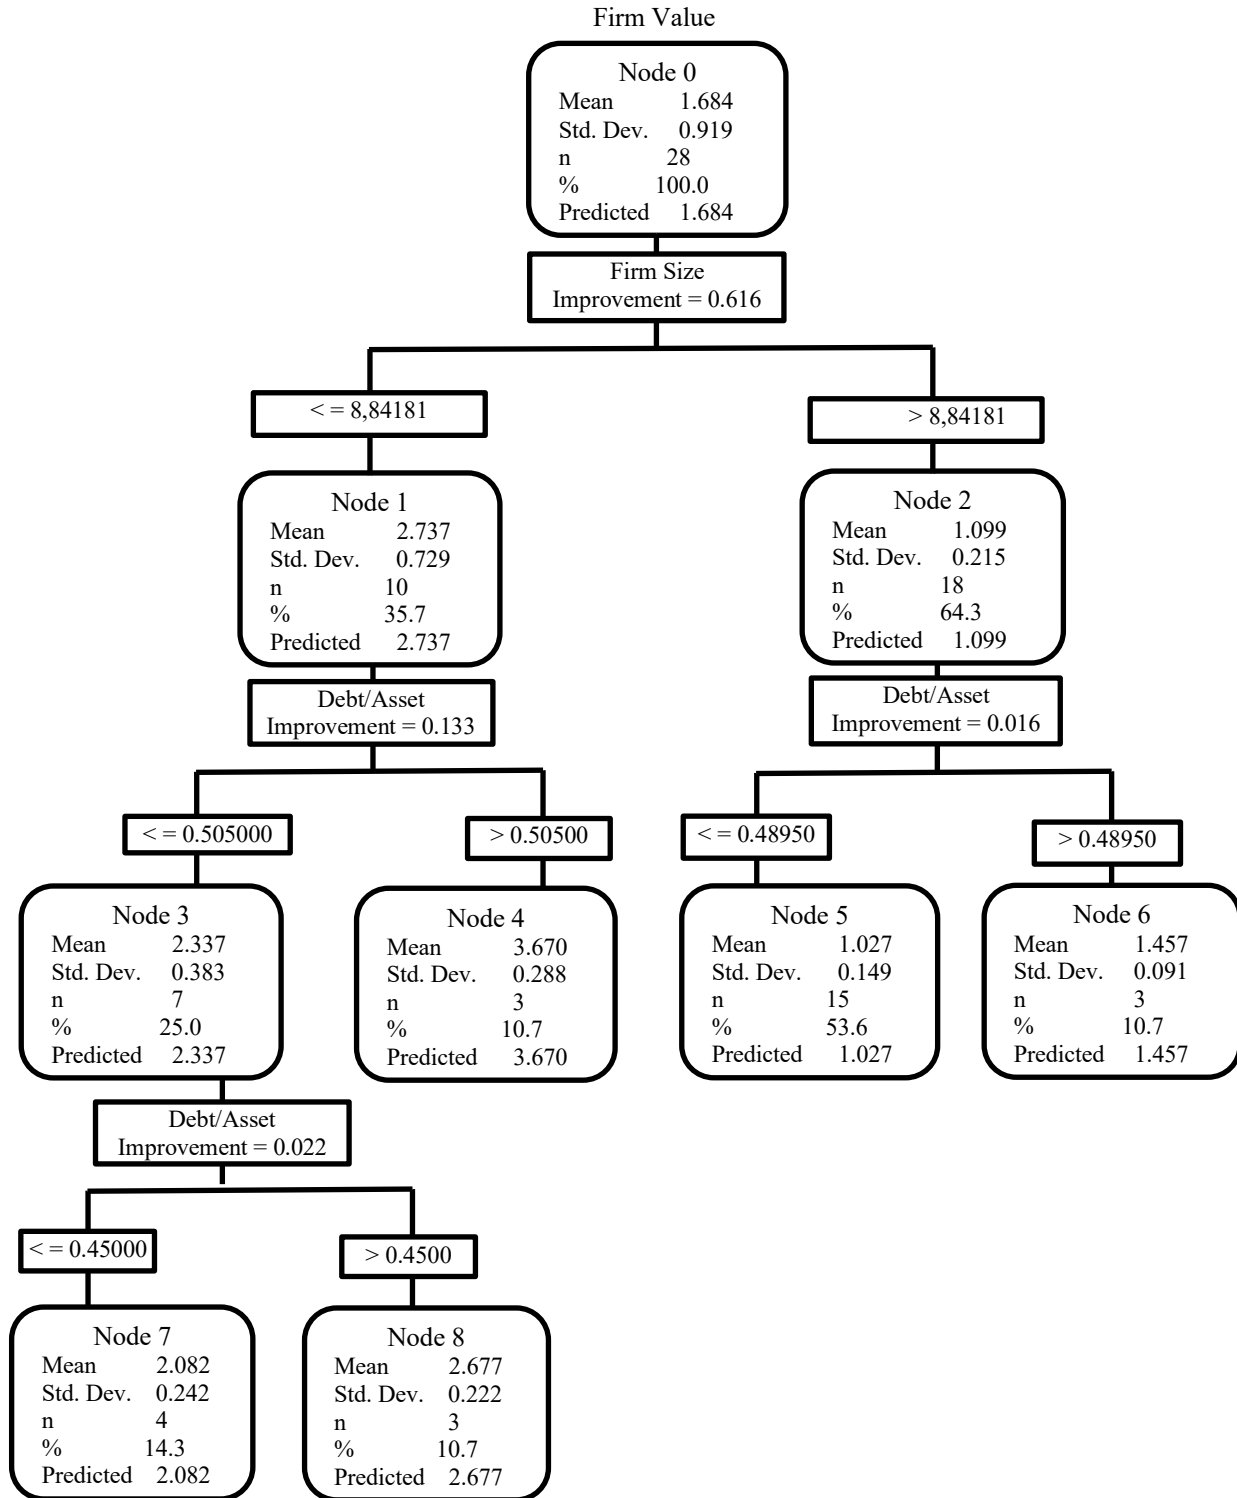 Firm Value
Node 0
Mean 1.684
Std. Dev. 0.919
n 28
% 100.0
Predicted 1.684
Firm Size
Improvement = 0.616
< = 8,84181
> 8,84181
Node 1
Mean 2.737
Std. Dev. 0.729
n 10
% 35.7
Predicted 2.737
Node 2
Mean 1.099
Std. Dev. 0.215
n 18
% 64.3
Predicted 1.099
Debt/Asset
Improvement = 0.133
Debt/Asset
Improvement = 0.016
< = 0.505000
> 0.50500
<= 0.48950
> 0.48950
Node 3
Mean 2.337
Std. Dev. 0.383
n 7
% 25.0
Predicted 2.337
Node 4
Mean 3.670
Std. Dev. 0.288
n 3
% 10.7
Predicted 3.670
Node 5
Mean 1.027
Std. Dev. 0.149
n 15
% 53.6
Predicted 1.027
Node 6
Mean 1.457
Std. Dev. 0.091
n 3
% 10.7
Predicted 1.457
Debt/Asset
Improvement = 0.022
< = 0.45000
> 0.4500
Node 7
Mean 2.082
Std. Dev. 0.242
n 4
% 14.3
Predicted 2.082
Node 8
Mean 2.677
Std. Dev. 0.222
n 3
% 10.7
Predicted 2.677